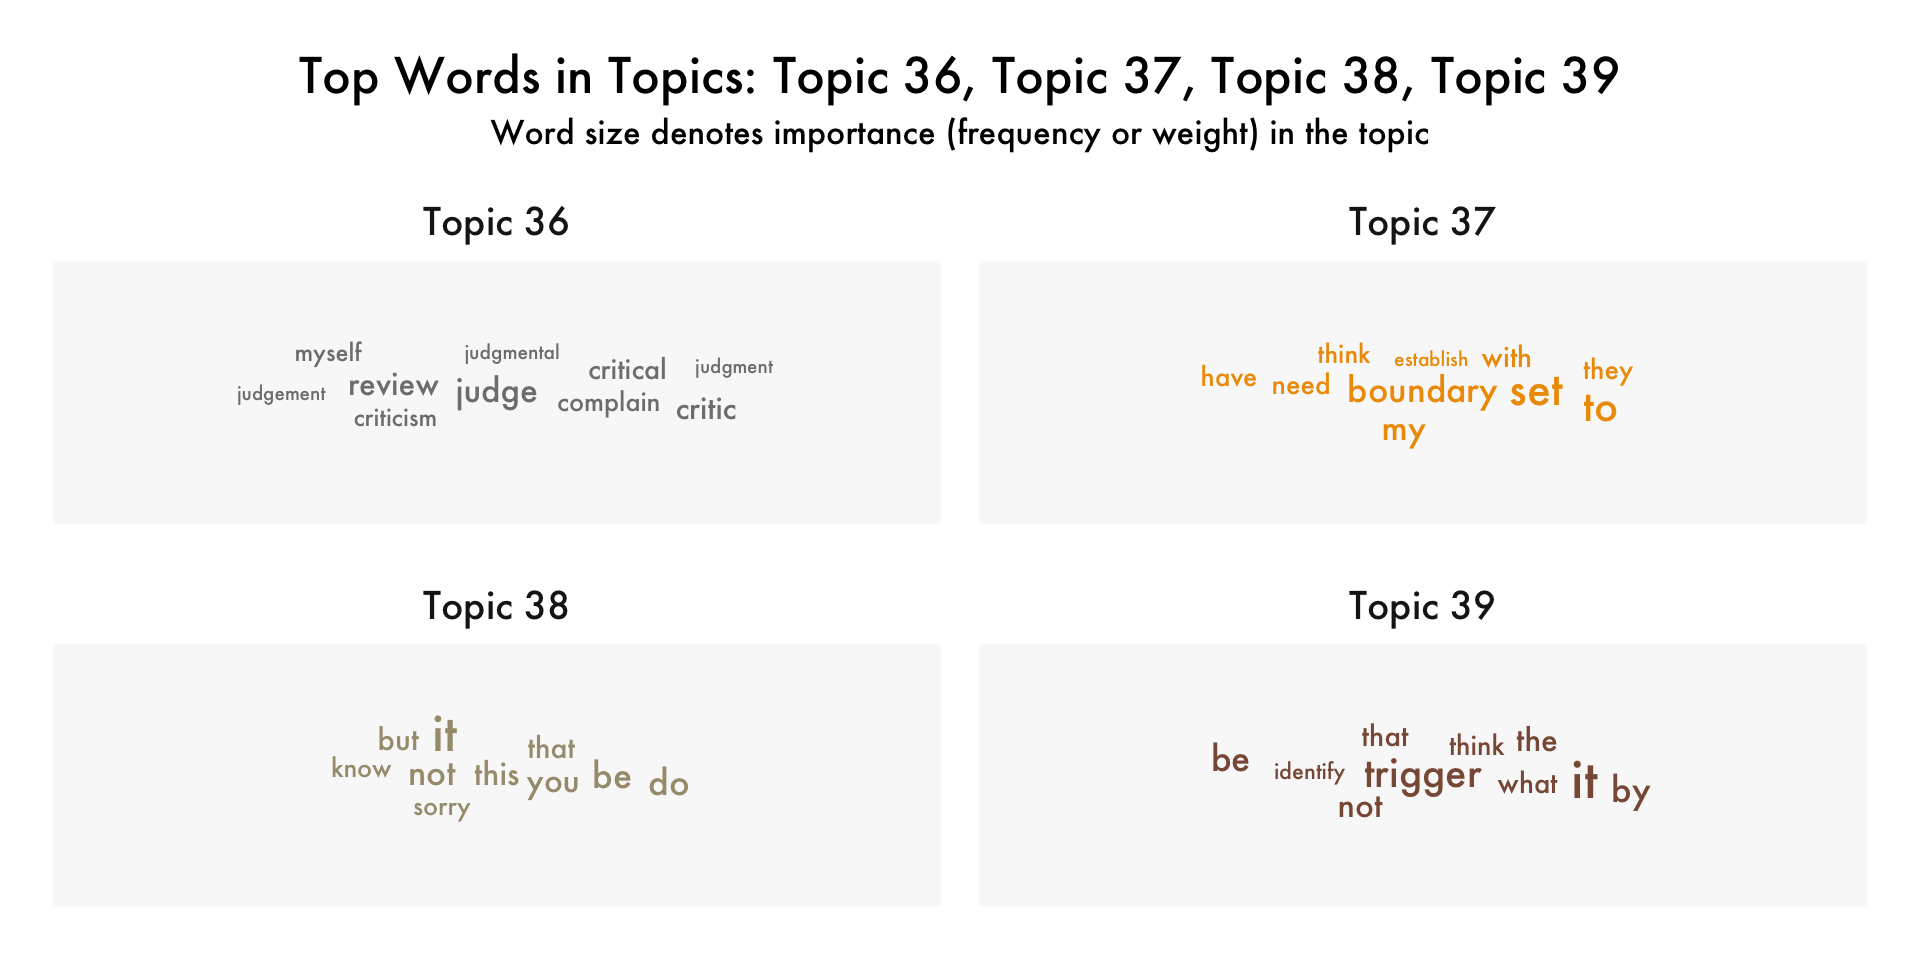 Top Words in Topics: Topic 36, Topic 37, Topic 38, Topic 39
Word size denotes importance (frequency or weight) in the topic
Topic 36
myself judgmental critical judgment
judgement review judge complain critic
criticism
Topic 37
think establish with they
have need boundary set to
my
Topic 38
but it that
know not this you be do
sorry
Topic 39
that think the
be identify trigger what it by
not